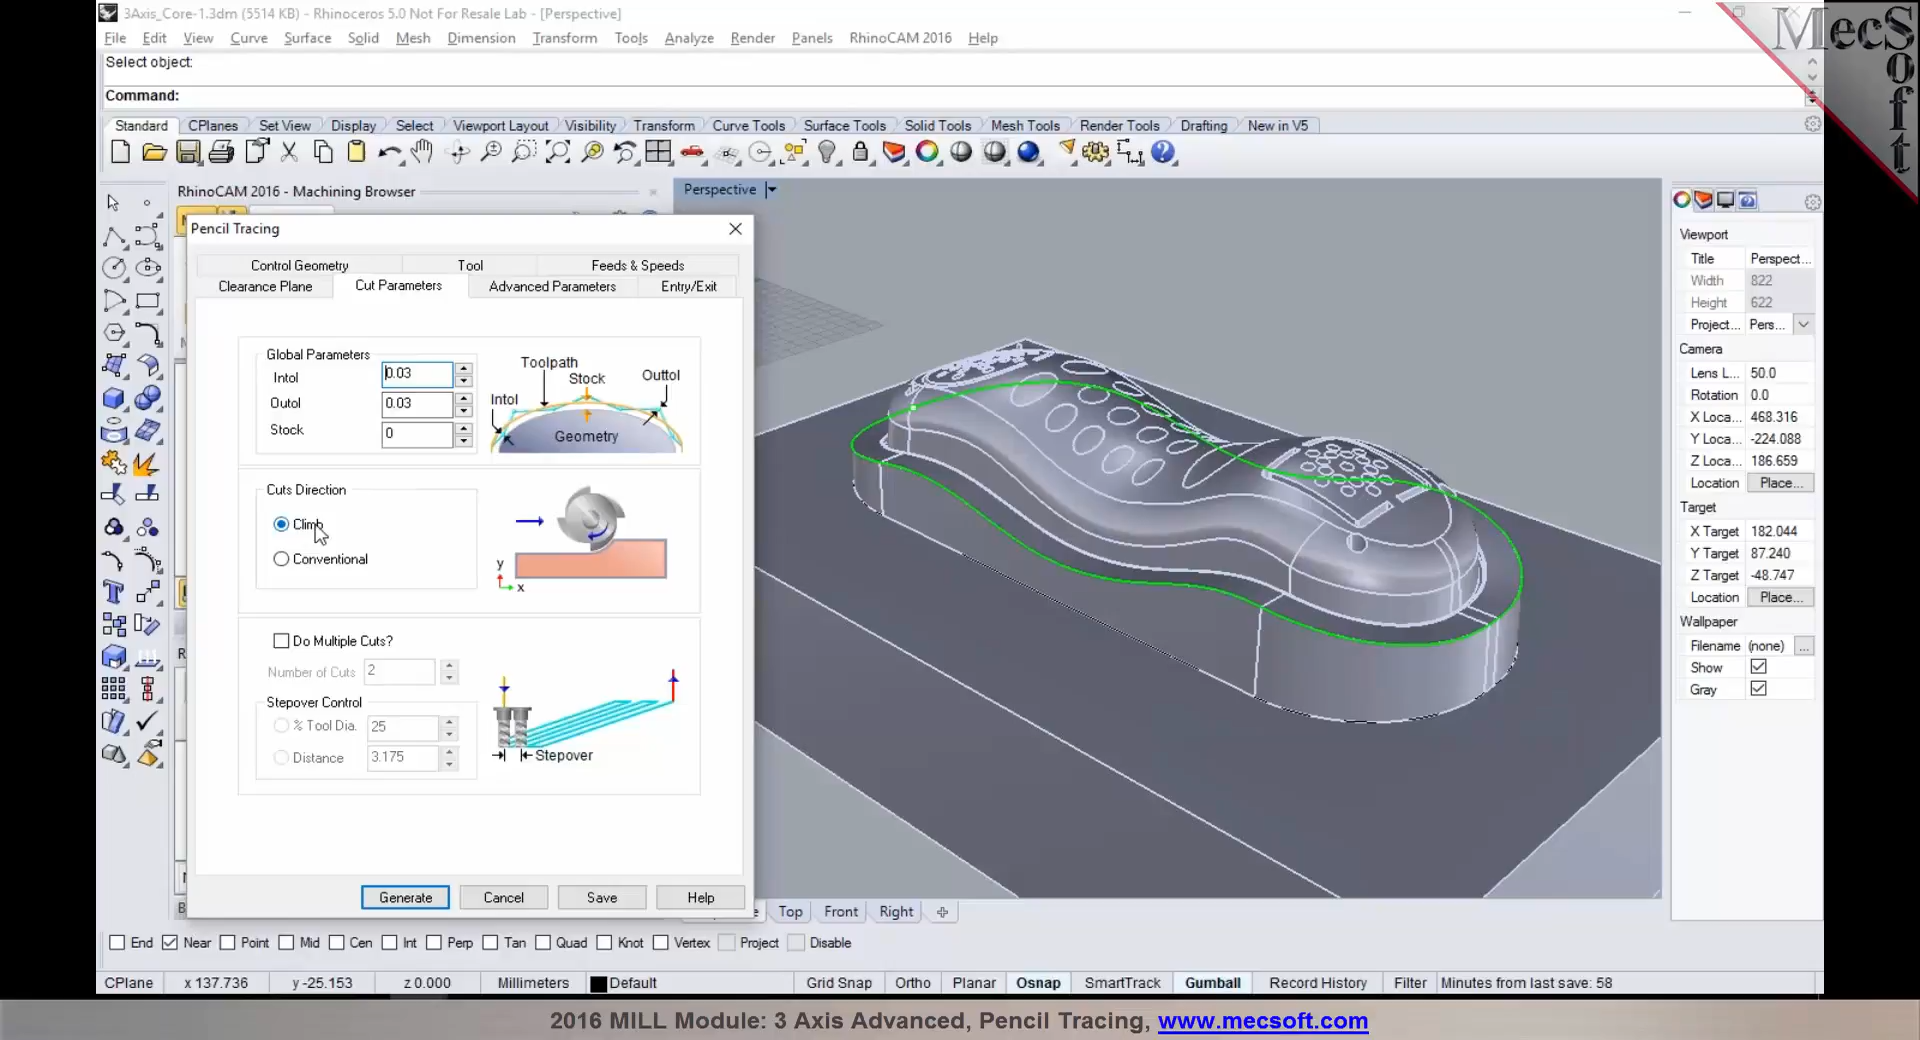 3Axis_Core-1.3dm (5514 KB) - Rhinoceros 5.0 Not For Resale Lab - [Perspective]
MecSoft
File Edit View Curve Surface Solid Mesh Dimension Transform Tools Analyze Render Panels RhinoCAM 2016 Help
Select object:
Command:
Standard CPlanes Set View Display Select Viewport Layout Visibility Transform Curve Tools Surface Tools Solid Tools Mesh Tools Render Tools Drafting New in V5
RhinoCAM 2016 - Machining Browser
Perspective
Pencil Tracing
Control Geometry Tool Feeds & Speeds
Clearance Plane Cut Parameters Advanced Parameters Entry/Exit
Global Parameters
Intol 0.03
Outol 0.03
Stock 0
Toolpath
Stock
Outtol
Intol
Geometry
Cuts Direction
Climb
Conventional
y
x
Do Multiple Cuts?
Number of Cuts 2
Stepover Control
% Tool Dia. 25
Distance 3.175
Stepover
Generate Cancel Save Help
Viewport
Title Perspect...
Width 822
Height 622
Project... Pers...
Camera
Lens L... 50.0
Rotation 0.0
X Loca... 468.316
Y Loca... -224.088
Z Loca... 186.659
Location Place...
Target
X Target 182.044
Y Target 87.240
Z Target -48.747
Location Place...
Wallpaper
Filename (none) ...
Show
Gray
Top Front Right
End Near Point Mid Cen Int Perp Tan Quad Knot Vertex Project Disable
CPlane x 137.736 y -25.153 z 0.000 Millimeters Default Grid Snap Ortho Planar Osnap SmartTrack Gumball Record History Filter Minutes from last save: 58
2016 MILL Module: 3 Axis Advanced, Pencil Tracing, www.mecsoft.com